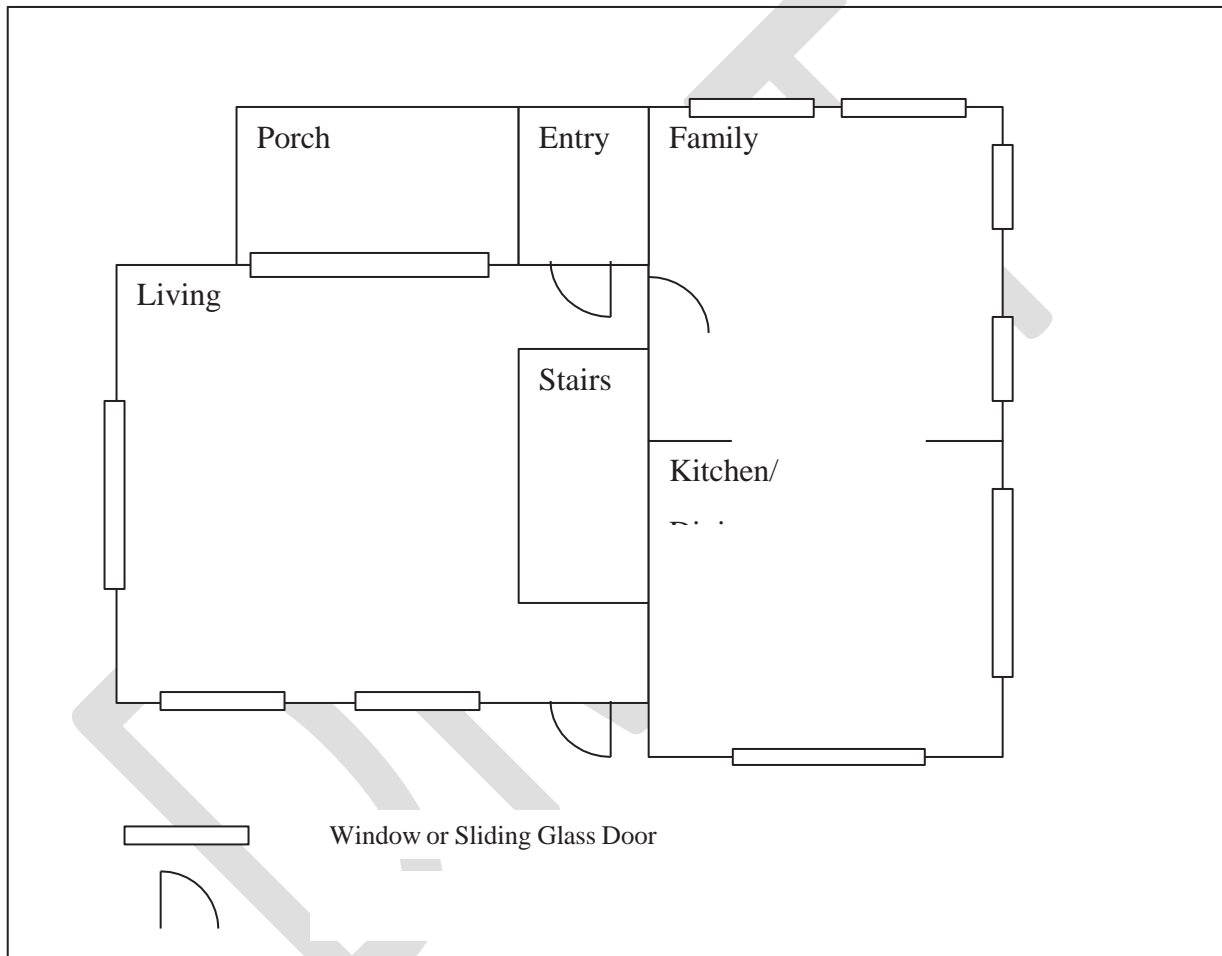 Porch
Entry
Family
Living
Stairs
Kitchen/
Window or Sliding Glass Door